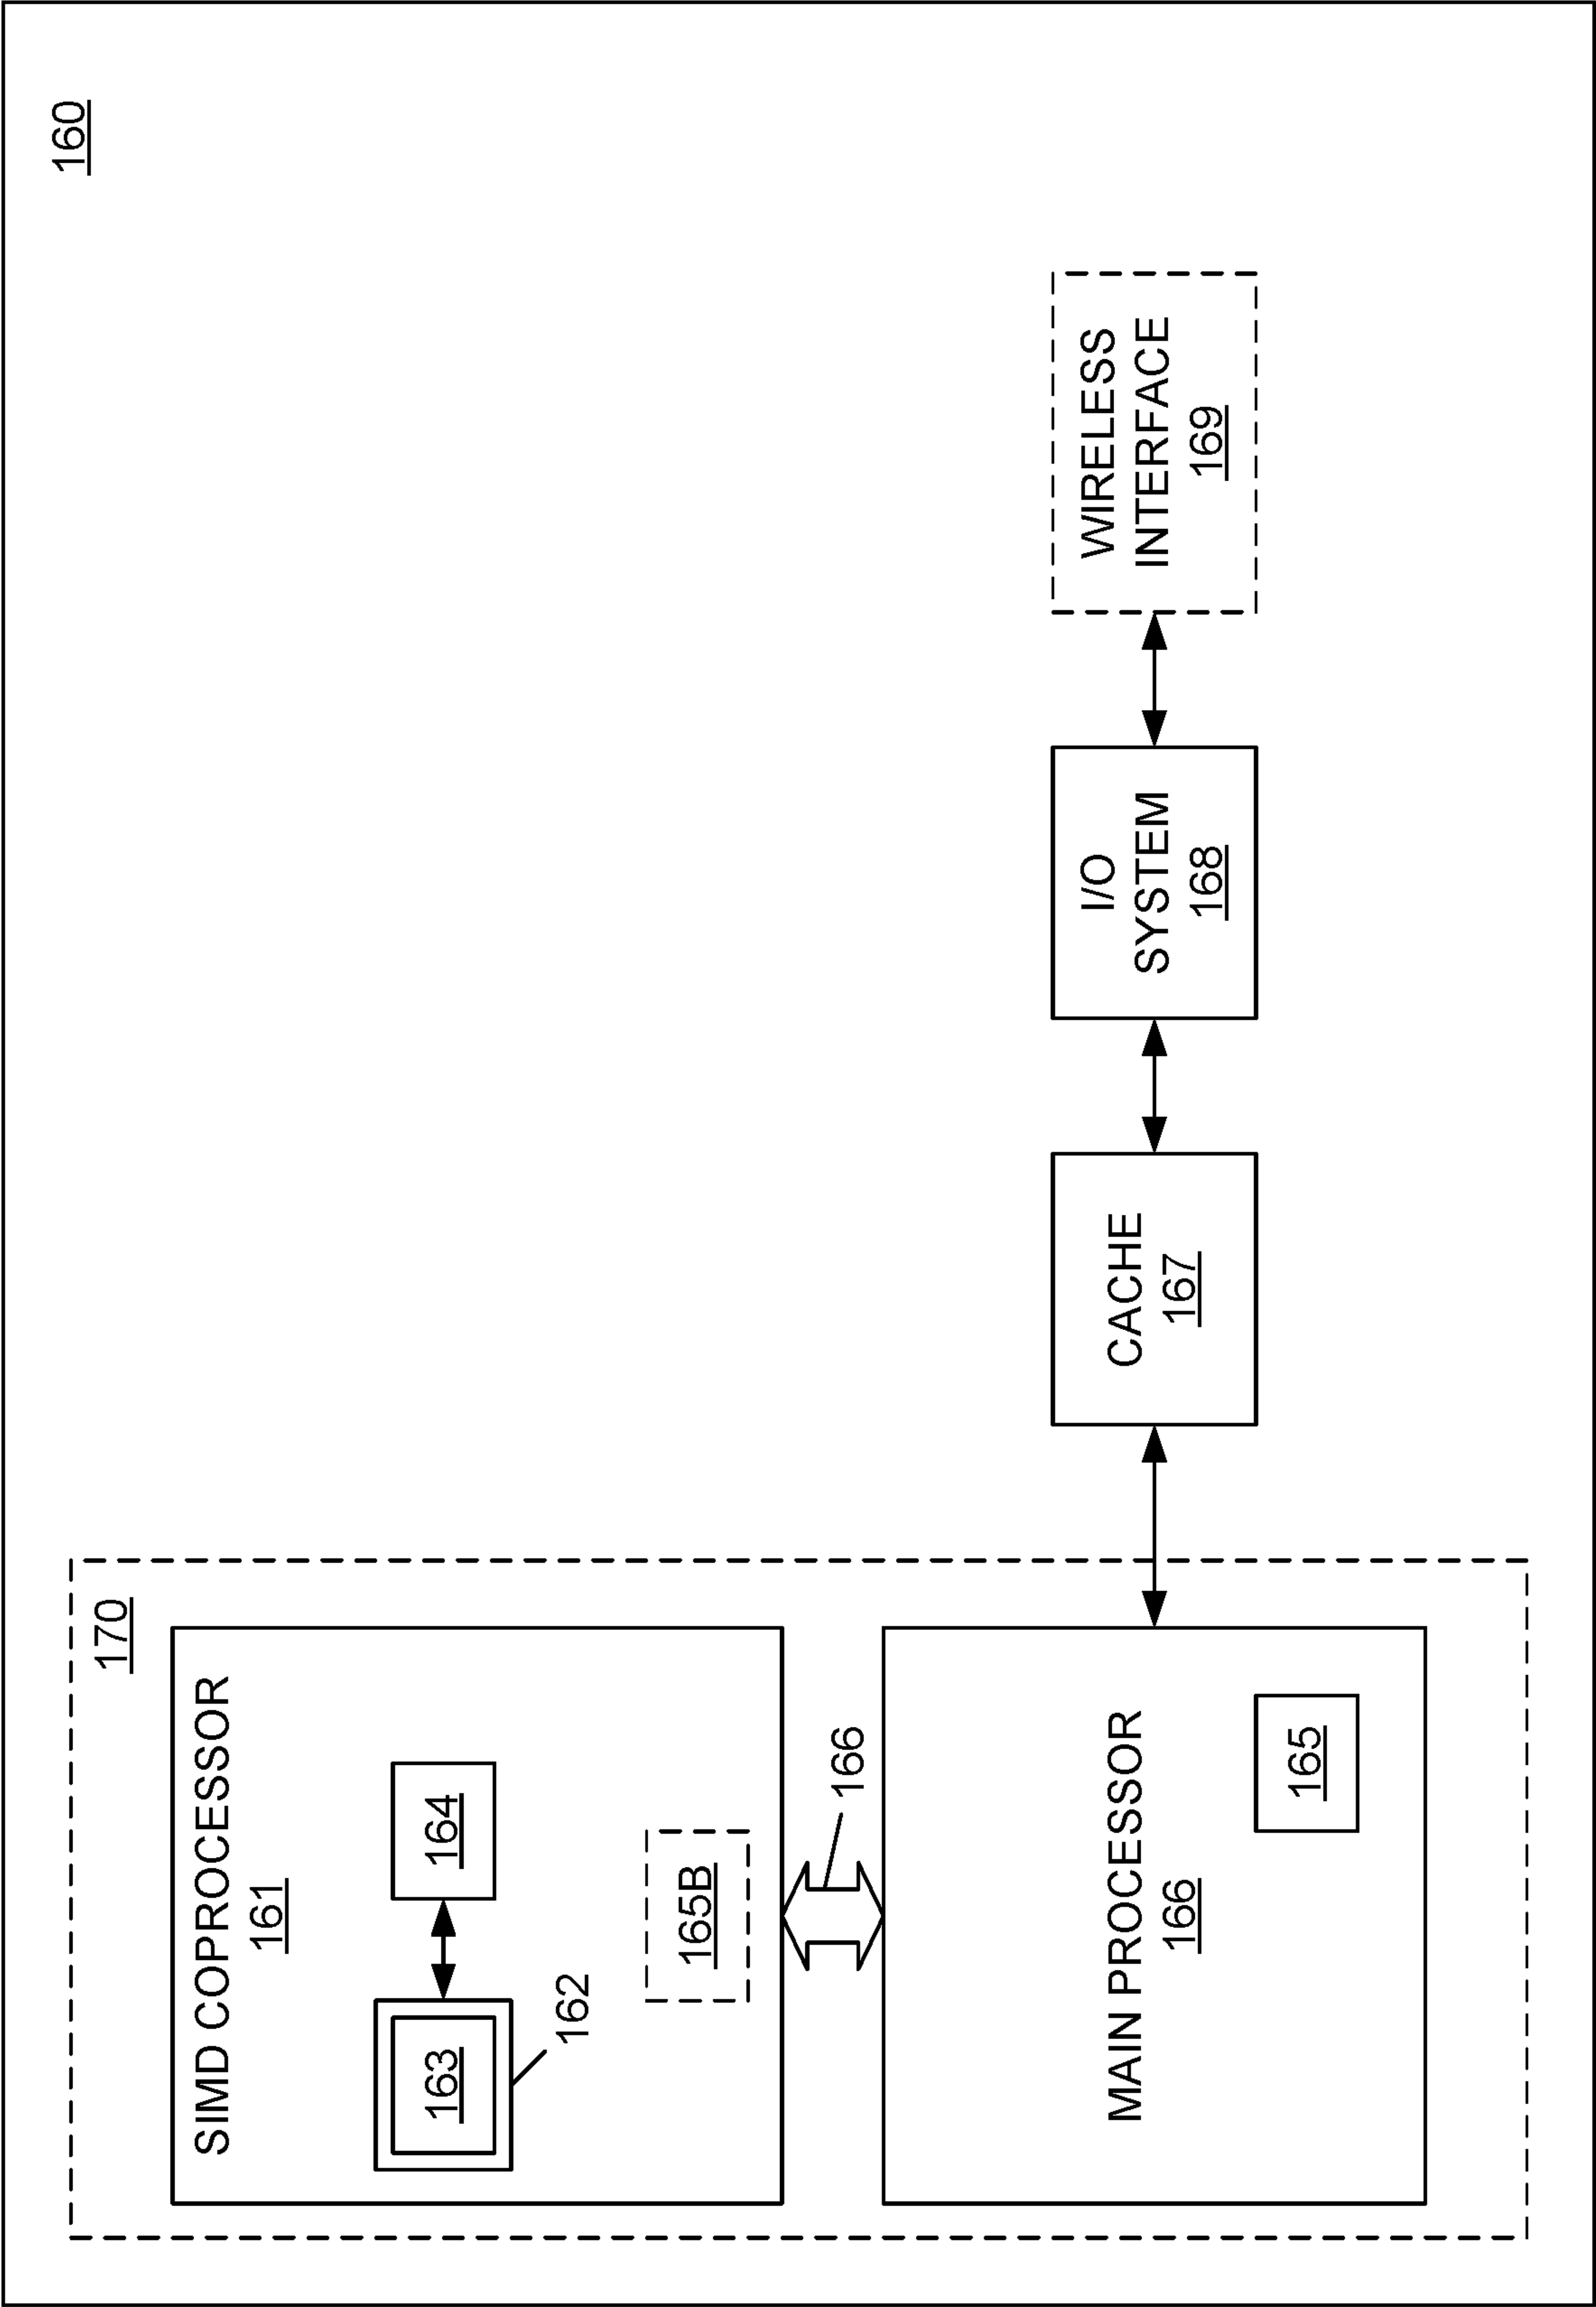 160
170
SIMD COPROCESSOR
161
163
164
162
165B
166
MAIN PROCESSOR
166
165
CACHE
167
I/O
SYSTEM
168
WIRELESS
INTERFACE
169